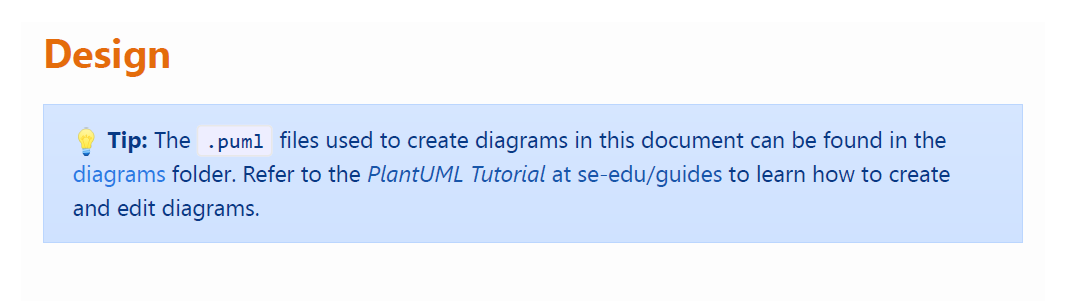 Design
💡 Tip: The .puml files used to create diagrams in this document can be found in the
diagrams folder. Refer to the PlantUML Tutorial at se-edu/guides to learn how to create
and edit diagrams.